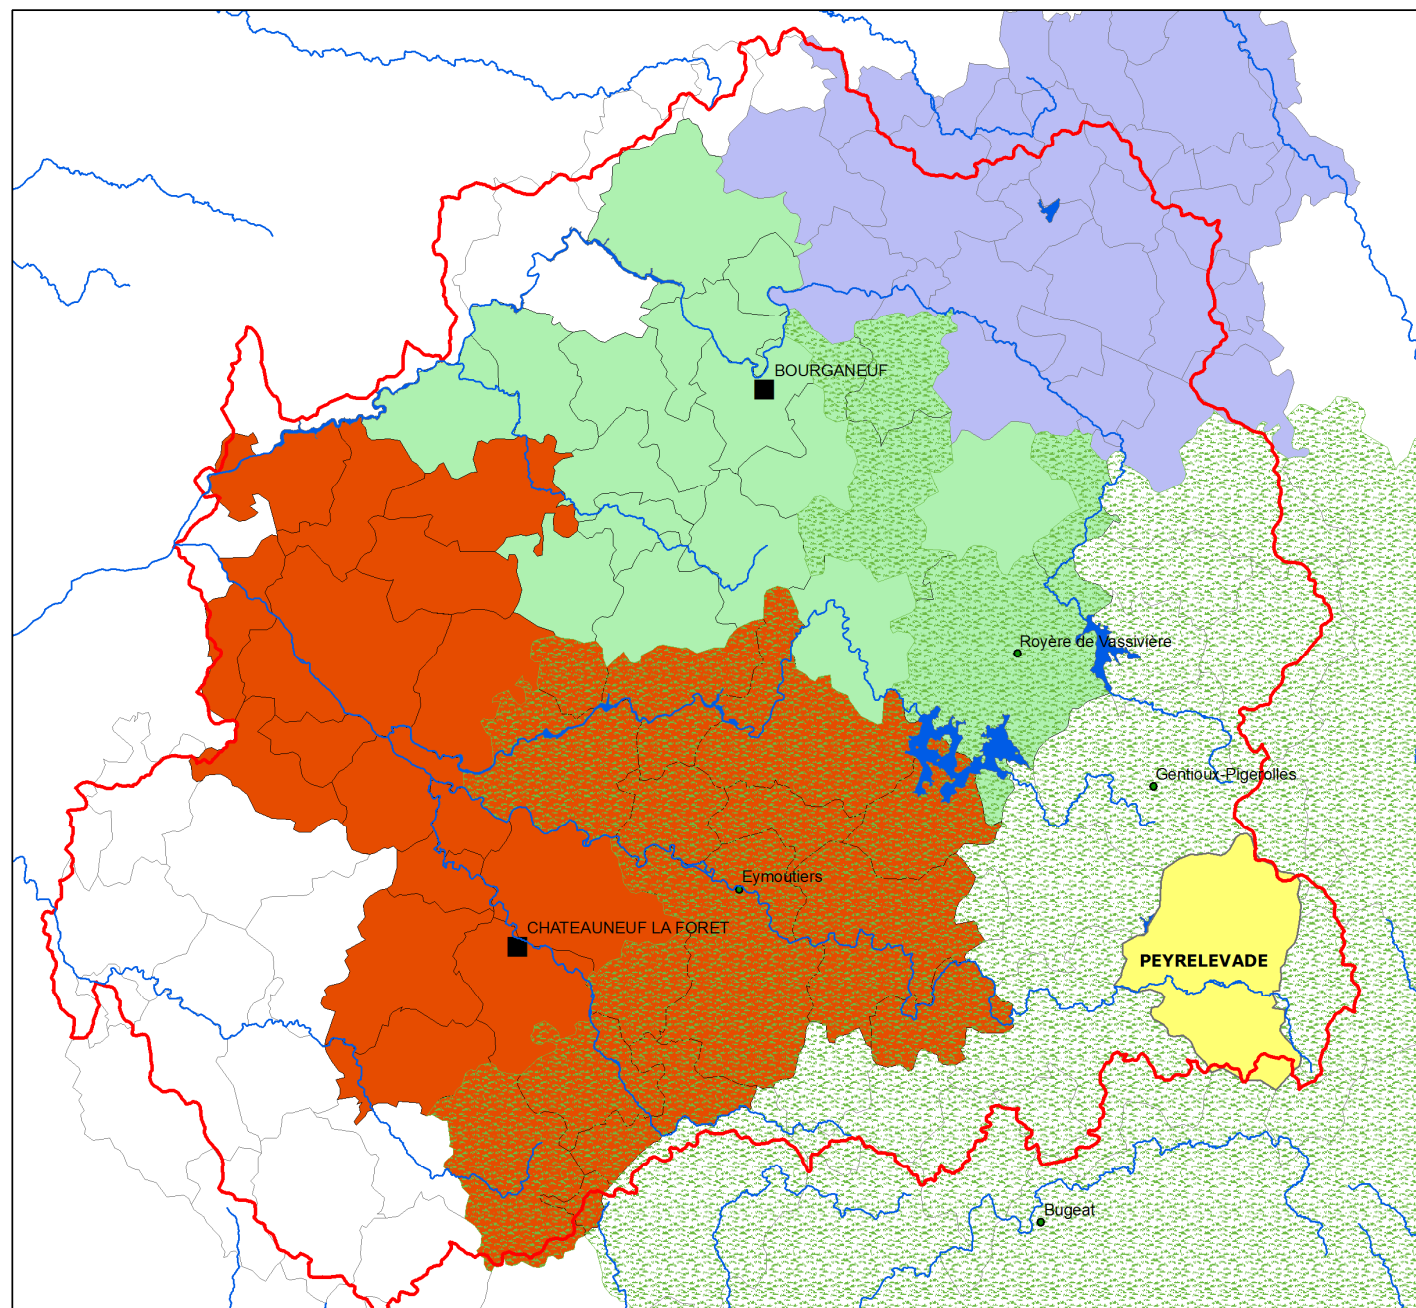 BOURGANEUF
Royère de Vassivière
Gentioux-Pigerolles
Eymoutiers
CHATEAUNEUF LA FORET
PEYRELEVADE
Bugeat